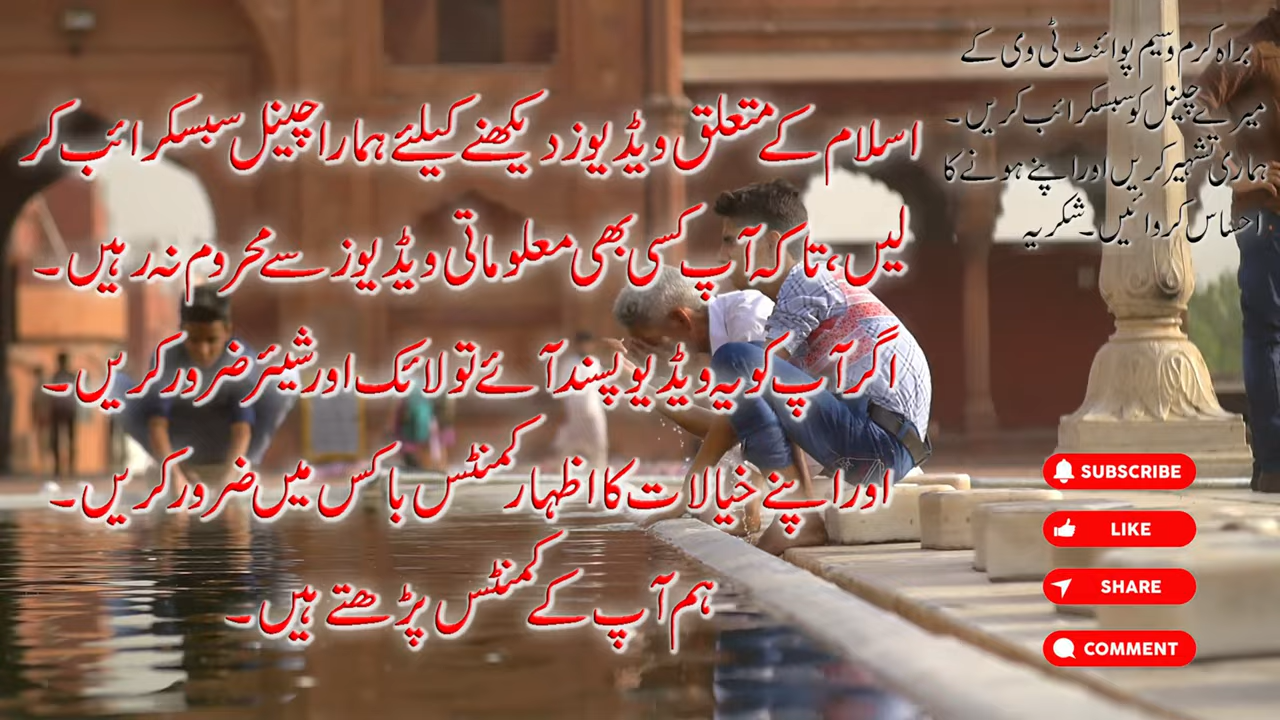 اسلام کے متعلق ویڈیوز دیکھنے کیلئے ہمارا چینل سبسکرائب کر
لیں، تاکہ آپ کسی بھی معلوماتی ویڈیوز سے محروم نہ رہیں۔
اگر آپ کو یہ ویڈیو پسند آئے تو لائک اور شیئر ضرور کریں۔
اور اپنے خیالات کا اظہار کمنٹس باکس میں ضرور کریں۔
ہم آپ کے کمنٹس پڑھتے ہیں۔
براہ کرم وسیم پوائنٹ ٹی وی کے
میرے چینل کو سبسکرائب کریں۔
ہماری تشہیر کریں اور اپنے ہونے کا
احساس کروائیں۔ شکریہ
SUBSCRIBE
LIKE
SHARE
COMMENT